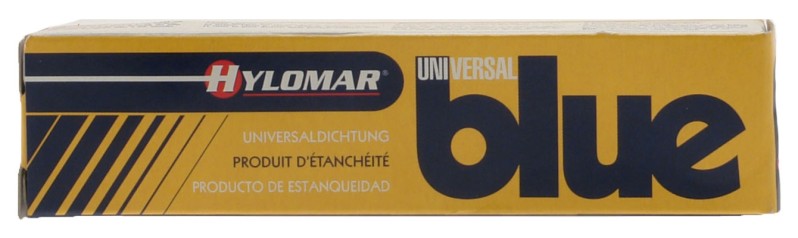 HYLOMAR®
UNIVERSALDICHTUNG
PRODUIT D'ÉTANCHÉITÉ
PRODUCTO DE ESTANQUEIDAD
UNIVERSAL
blue